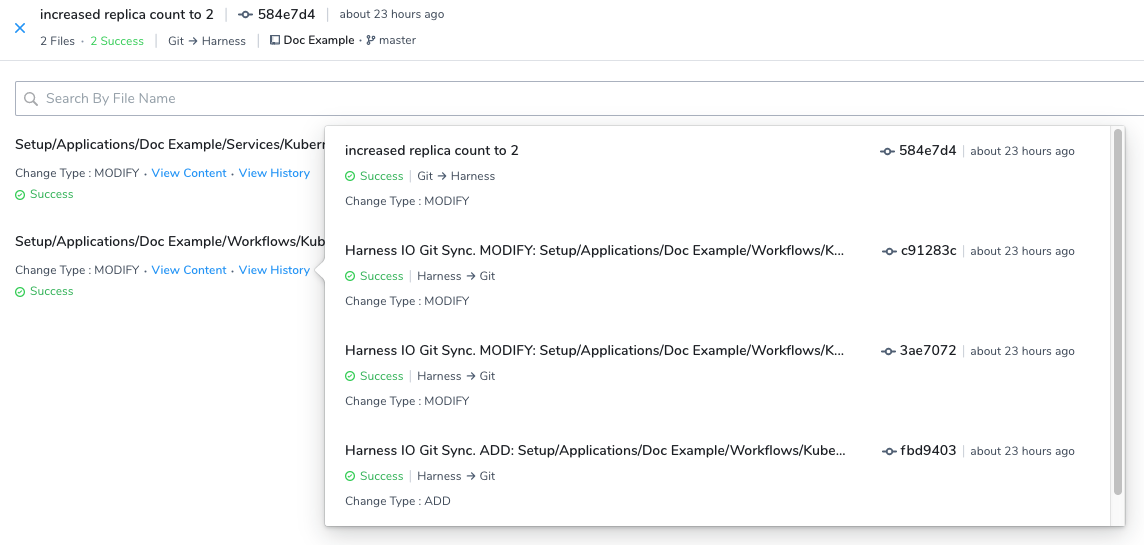 increased replica count to 2 | 584e7d4 | about 23 hours ago
2 Files · 2 Success | Git → Harness | Doc Example · master
Search By File Name
Setup/Applications/Doc Example/Services/Kubern
Change Type : MODIFY · View Content · View History
Success
Setup/Applications/Doc Example/Workflows/Kub
Change Type : MODIFY · View Content · View History
Success
increased replica count to 2 584e7d4 | about 23 hours ago
Success | Git → Harness
Change Type : MODIFY
Harness IO Git Sync. MODIFY: Setup/Applications/Doc Example/Workflows/K... c91283c | about 23 hours ago
Success | Harness → Git
Change Type : MODIFY
Harness IO Git Sync. MODIFY: Setup/Applications/Doc Example/Workflows/K... 3ae7072 | about 23 hours ago
Success | Harness → Git
Change Type : MODIFY
Harness IO Git Sync. ADD: Setup/Applications/Doc Example/Workflows/Kube... fbd9403 | about 23 hours ago
Success | Harness → Git
Change Type : ADD